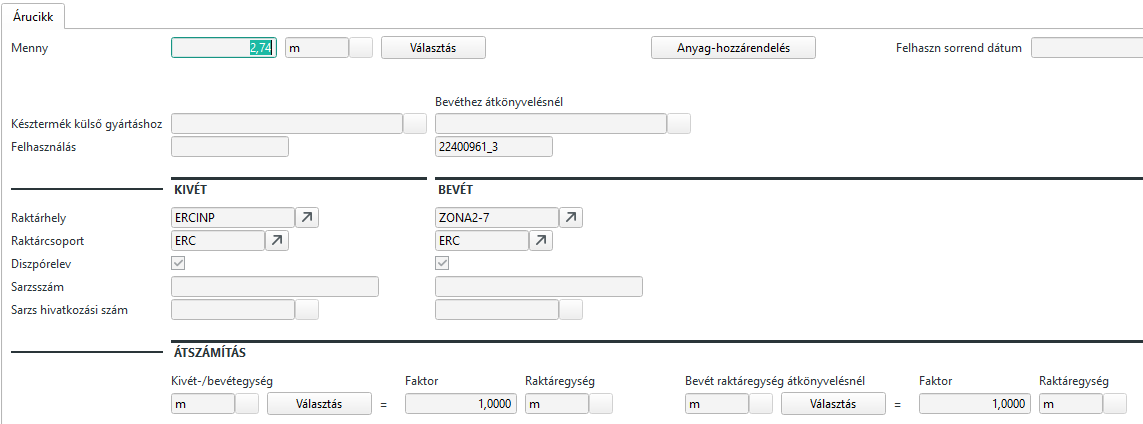 Árucikk
Menny 2,74 m Választás Anyag-hozzárendelés Felhaszn sorrend dátum
Bevéthez átkönyvelésnél
Késztermék külső gyártáshoz
Felhasználás 22400961_3
KIVÉT BEVÉT
Raktárhely ERCINP ZONA2-7
Raktárcsoport ERC ERC
Diszpórelev
Sarzsszám
Sarzs hivatkozási szám
ÁTSZÁMÍTÁS
Kivét-/bevétegység Faktor Raktáregység Bevét raktáregység átkönyvelésnél Faktor Raktáregység
m Választás = 1,0000 m m Választás = 1,0000 m